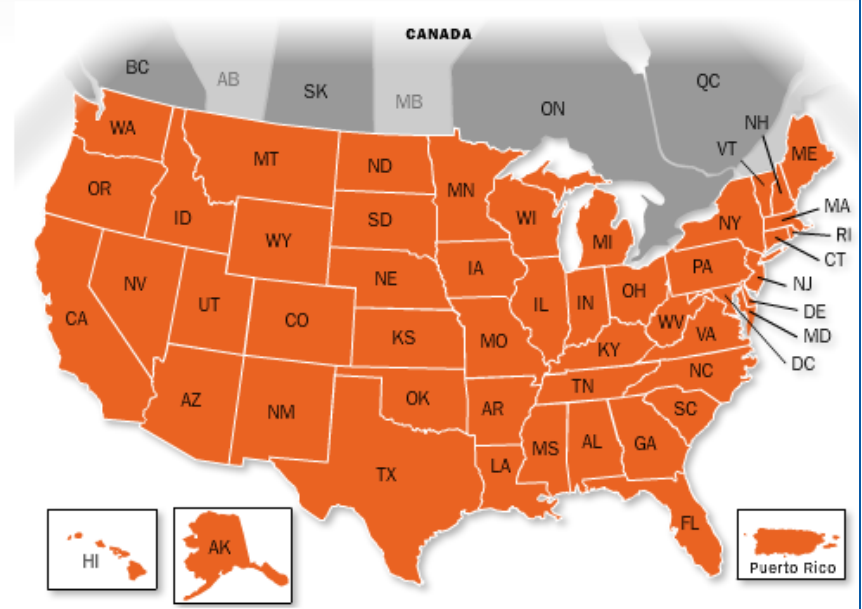 CANADA
BC
AB
SK
MB
ON
QC
NH
VT
ME
WA
MT
ND
MN
OR
ID
SD
WI
MI
NY
MA
RI
CT
WY
IA
PA
NJ
NV
UT
NE
IL
IN
OH
DE
CA
CO
KS
MO
WV
VA
MD
KY
DC
AZ
NM
OK
AR
TN
NC
SC
TX
LA
MS
AL
GA
FL
HI
AK
Puerto Rico